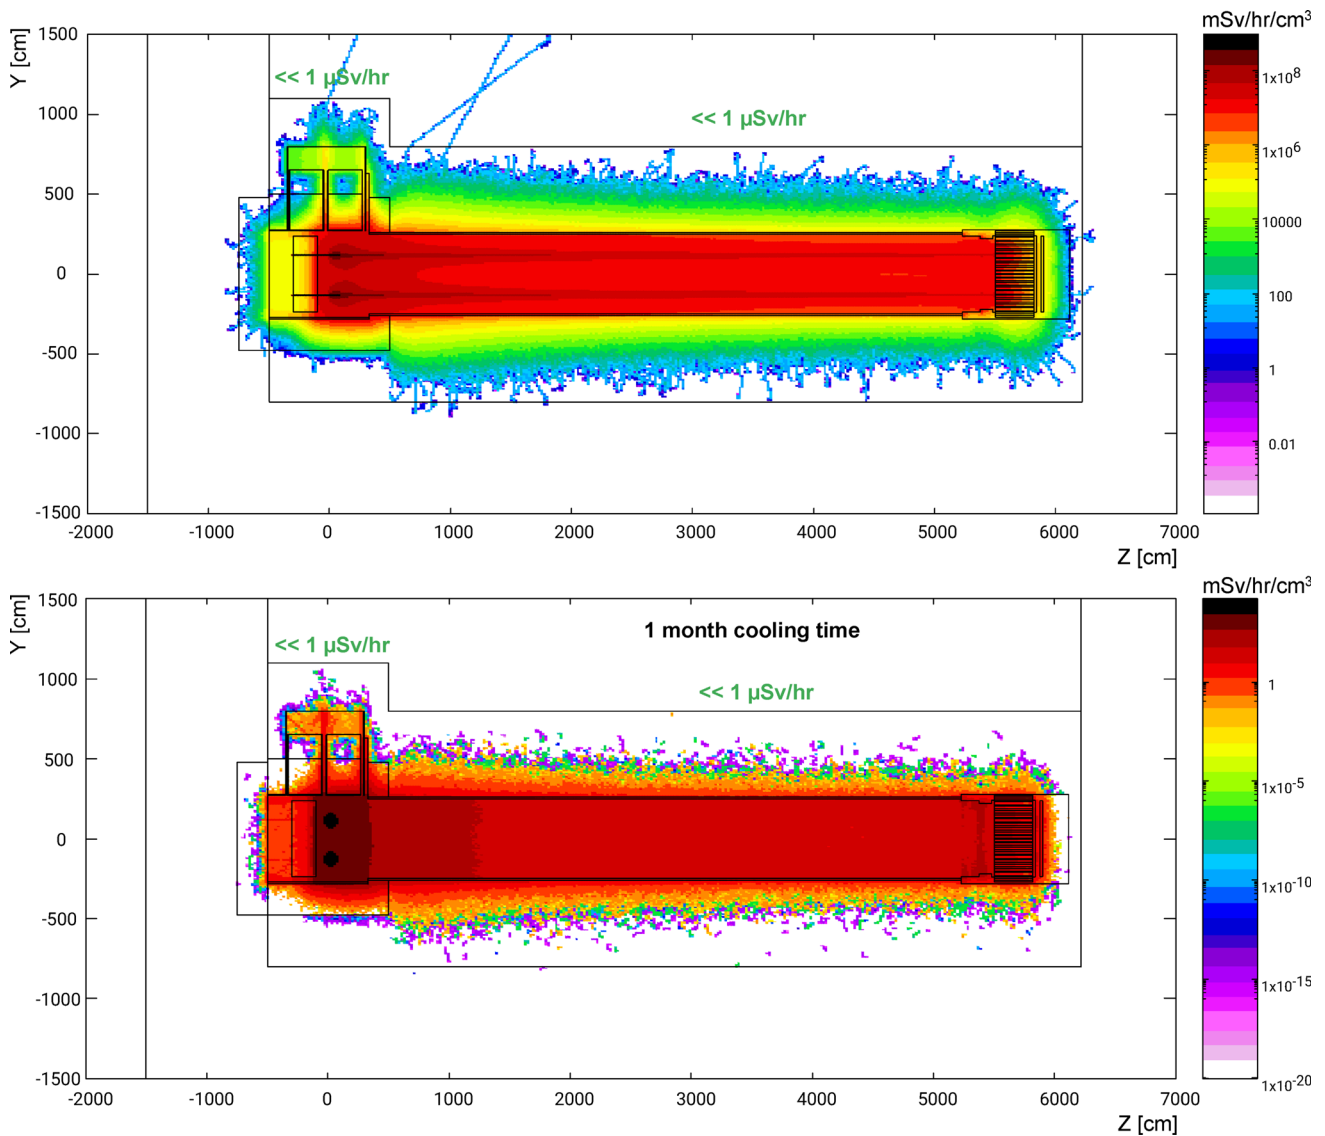 mSv/hr/cm³
Y [cm]
1500
1000
500
0
-500
-1000
-1500
<< 1 µSv/hr
<< 1 µSv/hr
1x10⁸
1x10⁶
10000
100
1
0.01
-2000
-1000
0
1000
2000
3000
4000
5000
6000
7000
Z [cm]
mSv/hr/cm³
Y [cm]
1500
1000
500
0
-500
-1000
-1500
1 month cooling time
<< 1 µSv/hr
<< 1 µSv/hr
1
1x10⁻⁵
1x10⁻¹⁰
1x10⁻¹⁵
1x10⁻²⁰
-2000
-1000
0
1000
2000
3000
4000
5000
6000
7000
Z [cm]